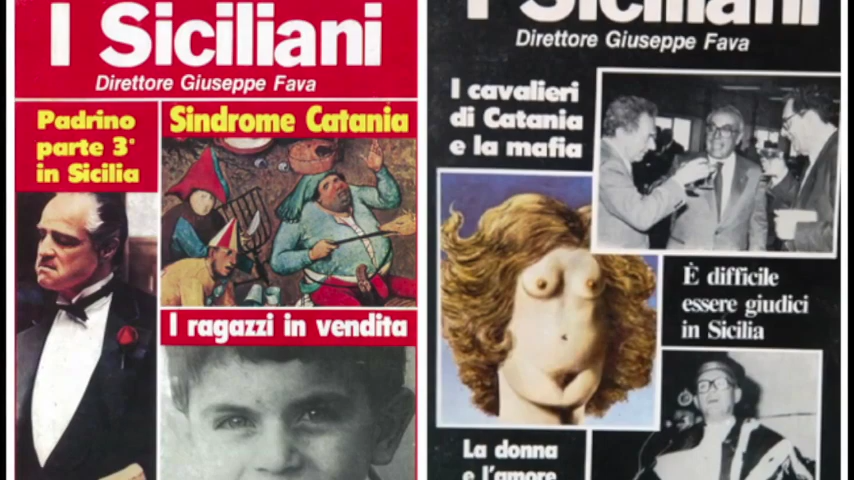 I Siciliani
Direttore Giuseppe Fava
Padrino
parte 3ª
in Sicilia
Sindrome Catania
I ragazzi in vendita
I Siciliani
Direttore Giuseppe Fava
I cavalieri
di Catania
e la mafia
È difficile
essere giudici
in Sicilia
La donna
e l'amore